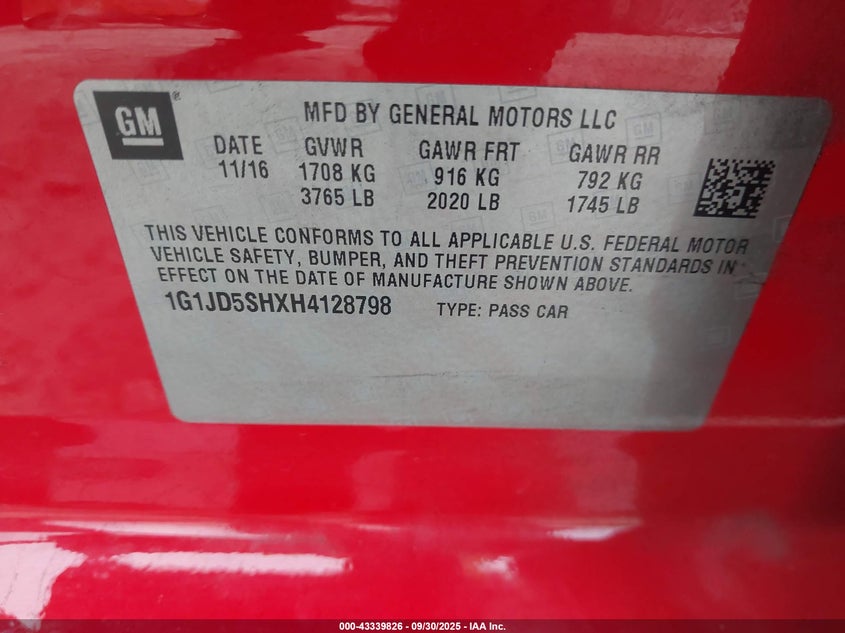 GM®
MFD BY GENERAL MOTORS LLC
DATE GVWR GAWR FRT GAWR RR
11/16 1708 KG 916 KG 792 KG
3765 LB 2020 LB 1745 LB
THIS VEHICLE CONFORMS TO ALL APPLICABLE U.S. FEDERAL MOTOR
VEHICLE SAFETY, BUMPER, AND THEFT PREVENTION STANDARDS IN
EFFECT ON THE DATE OF MANUFACTURE SHOWN ABOVE.
1G1JD5SHXH4128798 TYPE: PASS CAR
000-43339826 - 09/30/2025 - IAA Inc.